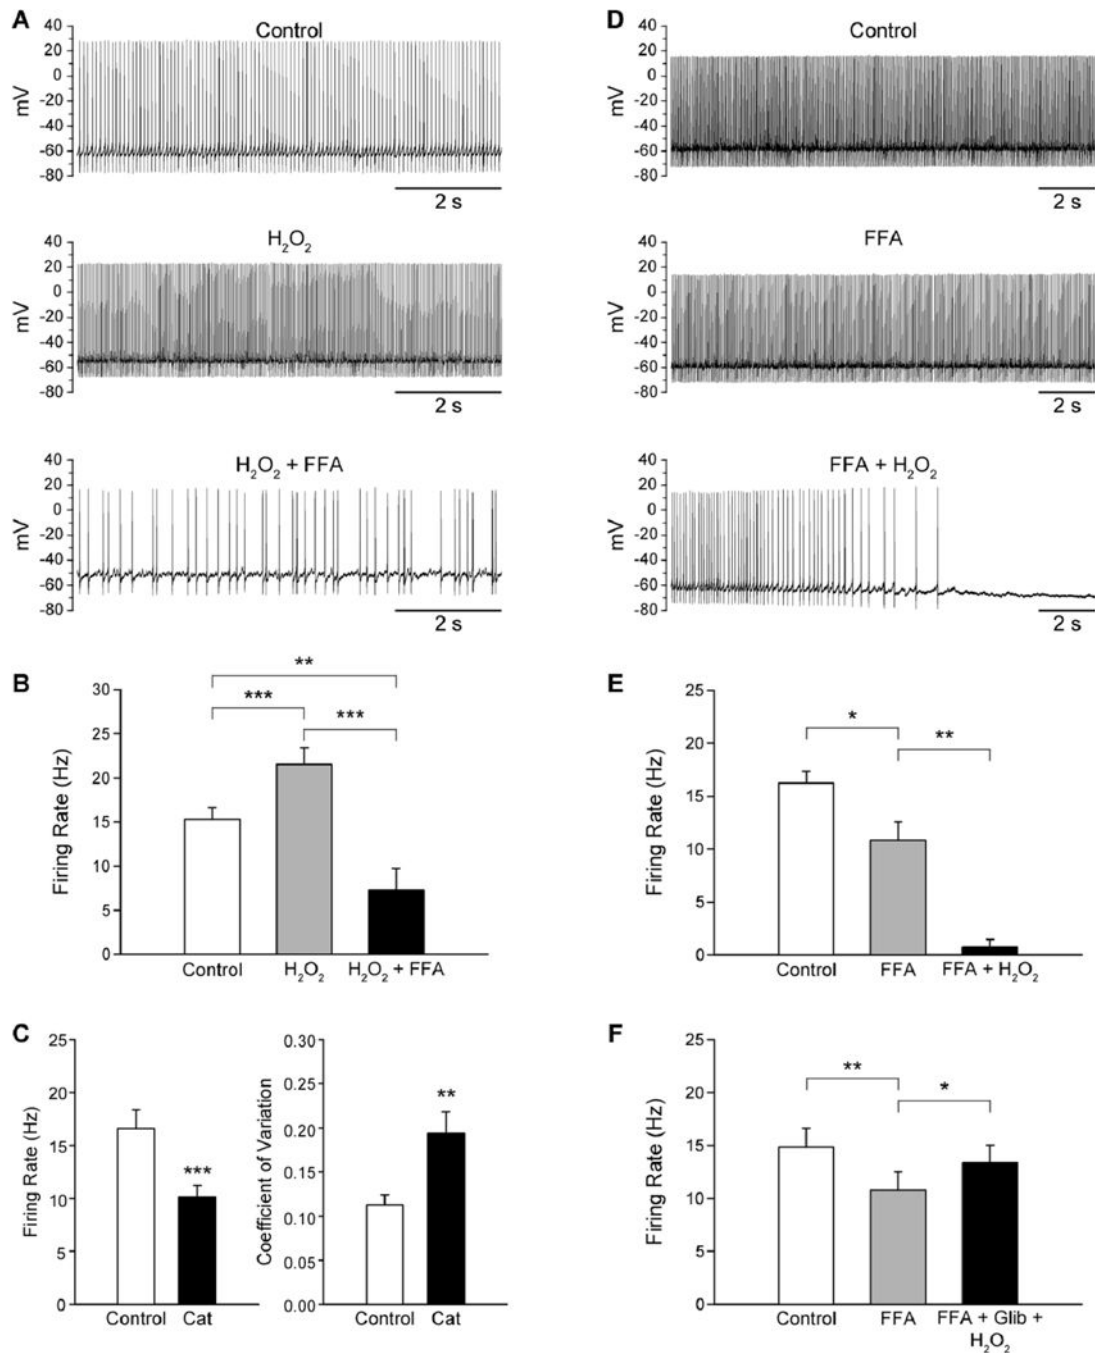 A
Control
40
20
0
-20
-40
-60
-80
mV
2 s
H₂O₂
40
20
0
-20
-40
-60
-80
mV
2 s
H₂O₂ + FFA
40
20
0
-20
-40
-60
-80
mV
2 s
D
Control
40
20
0
-20
-40
-60
-80
mV
2 s
FFA
40
20
0
-20
-40
-60
-80
mV
2 s
FFA + H₂O₂
40
20
0
-20
-40
-60
-80
mV
2 s
B
**
***
***
30
25
20
15
10
5
0
Firing Rate (Hz)
Control H₂O₂ H₂O₂ + FFA
E
*
**
25
20
15
10
5
0
Firing Rate (Hz)
Control FFA FFA + H₂O₂
C
25
20
15
10
5
0
Firing Rate (Hz)
***
Control Cat
0.30
0.25
0.20
0.15
0.10
0.05
0.00
Coefficient of Variation
**
Control Cat
F
**
*
25
20
15
10
5
0
Firing Rate (Hz)
Control FFA FFA + Glib +
H₂O₂